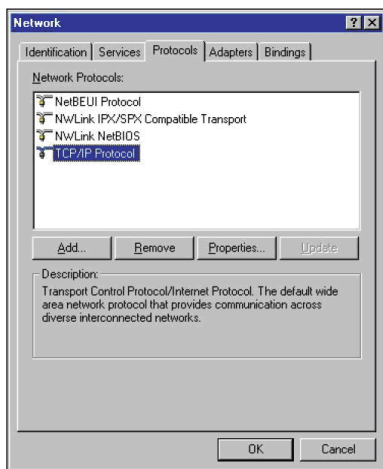 Network
Identification Services Protocols Adapters Bindings
Network Protocols:
NetBEUI Protocol
NWLink IPX/SPX Compatible Transport
NWLink NetBIOS
TCP/IP Protocol
Add... Remove Properties... Update
Description:
Transport Control Protocol/Internet Protocol. The default wide
area network protocol that provides communication across
diverse interconnected networks.
OK Cancel